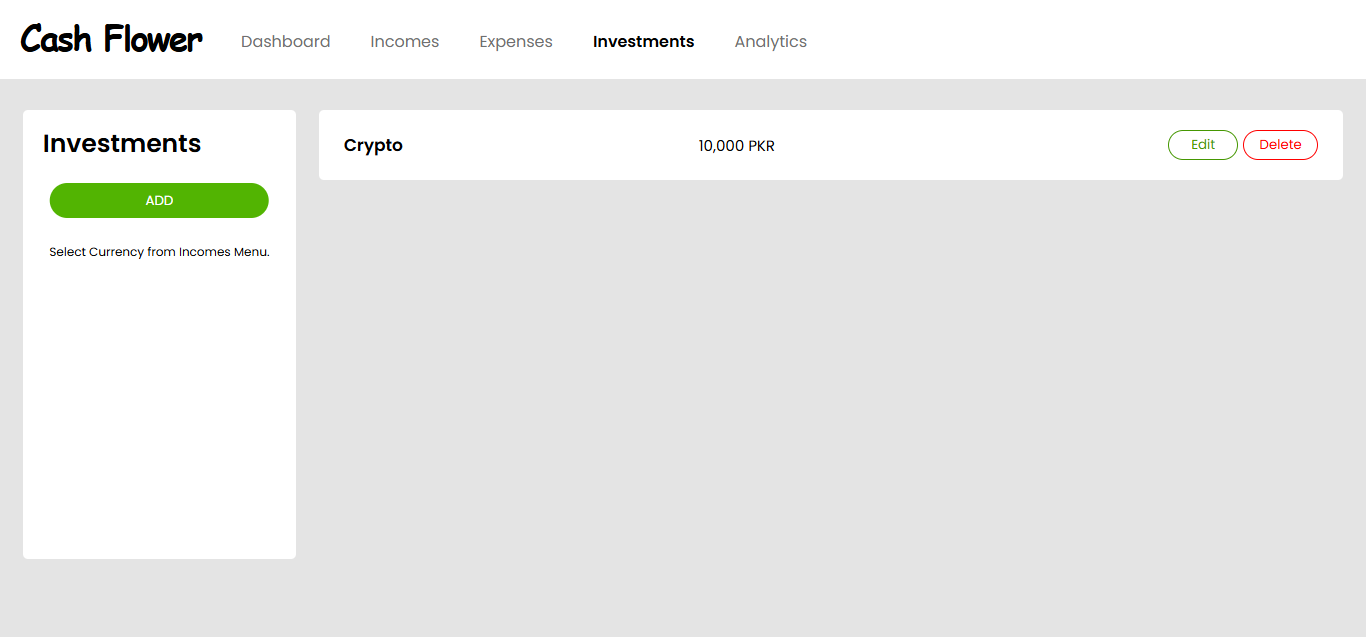 Cash Flower Dashboard Incomes Expenses Investments Analytics
Investments
ADD
Select Currency from Incomes Menu.
Crypto 10,000 PKR Edit Delete